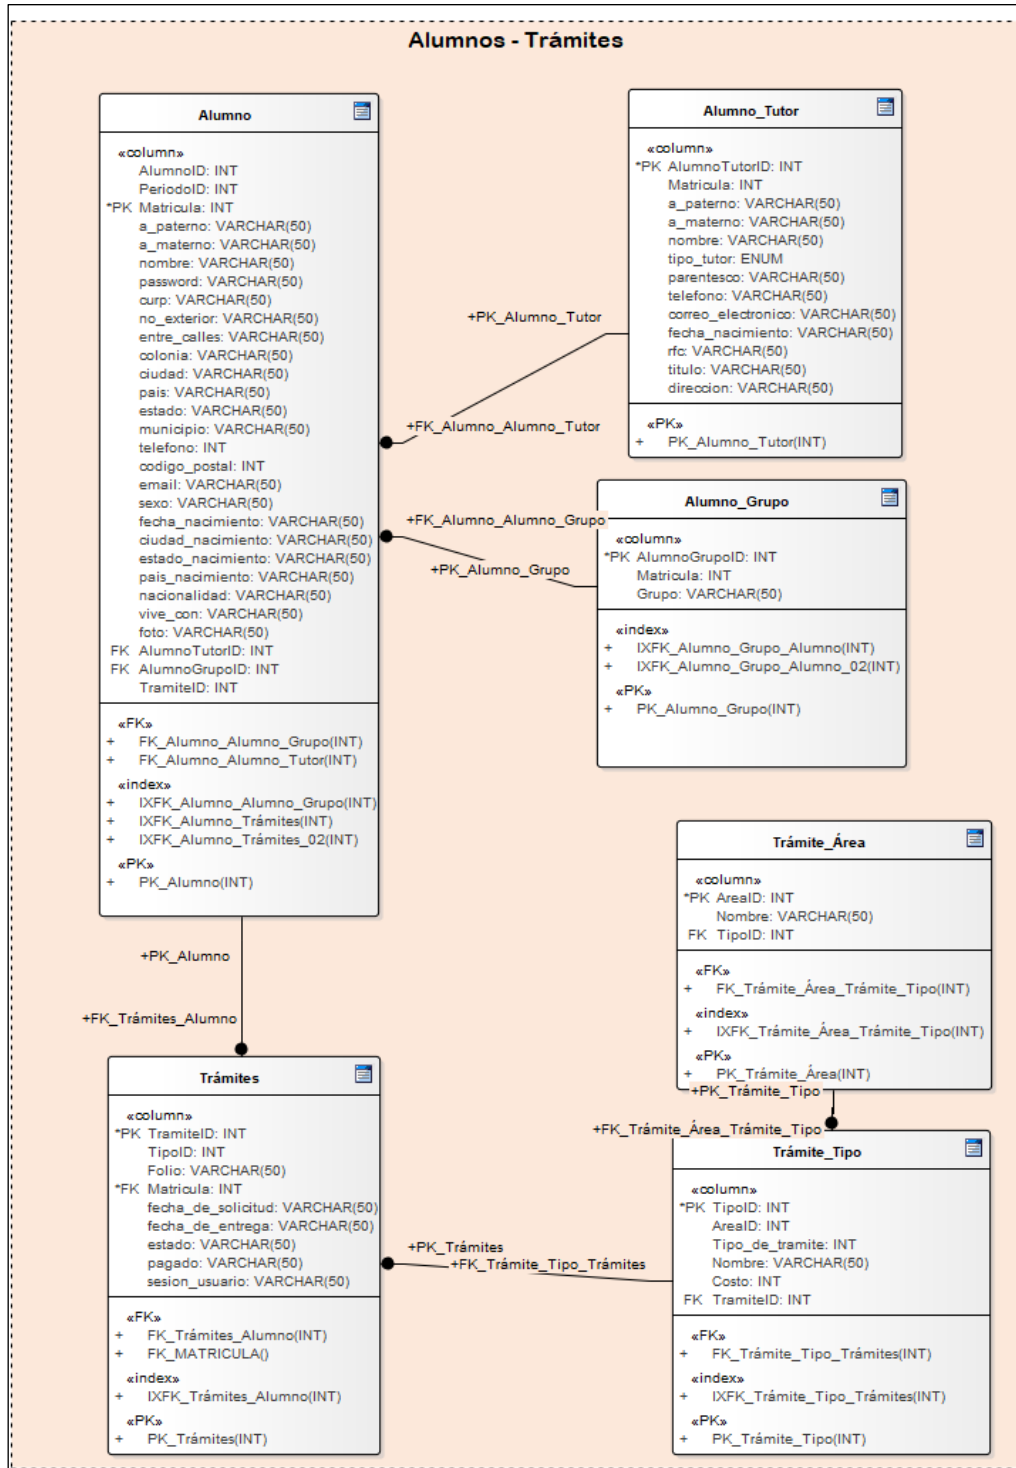 Alumnos - Trámites
Alumno
«column»
AlumnoID: INT
PeriodoID: INT
*PK Matricula: INT
a_paterno: VARCHAR(50)
a_materno: VARCHAR(50)
nombre: VARCHAR(50)
password: VARCHAR(50)
curp: VARCHAR(50)
no_exterior: VARCHAR(50)
entre_calles: VARCHAR(50)
colonia: VARCHAR(50)
ciudad: VARCHAR(50)
pais: VARCHAR(50)
estado: VARCHAR(50)
municipio: VARCHAR(50)
telefono: INT
codigo_postal: INT
email: VARCHAR(50)
sexo: VARCHAR(50)
fecha_nacimiento: VARCHAR(50)
ciudad_nacimiento: VARCHAR(50)
estado_nacimiento: VARCHAR(50)
pais_nacimiento: VARCHAR(50)
nacionalidad: VARCHAR(50)
vive_con: VARCHAR(50)
foto: VARCHAR(50)
FK AlumnoTutorID: INT
FK AlumnoGrupoID: INT
TramiteID: INT
«FK»
+ FK_Alumno_Alumno_Grupo(INT)
+ FK_Alumno_Alumno_Tutor(INT)
«index»
+ IXFK_Alumno_Alumno_Grupo(INT)
+ IXFK_Alumno_Trámites(INT)
+ IXFK_Alumno_Trámites_02(INT)
«PK»
+ PK_Alumno(INT)
Alumno_Tutor
«column»
*PK AlumnoTutorID: INT
Matricula: INT
a_paterno: VARCHAR(50)
a_materno: VARCHAR(50)
nombre: VARCHAR(50)
tipo_tutor: ENUM
parentesco: VARCHAR(50)
telefono: VARCHAR(50)
correo_electronico: VARCHAR(50)
fecha_nacimiento: VARCHAR(50)
rfc: VARCHAR(50)
titulo: VARCHAR(50)
direccion: VARCHAR(50)
«PK»
+ PK_Alumno_Tutor(INT)
+PK_Alumno_Tutor
+FK_Alumno_Alumno_Tutor
+FK_Alumno_Alumno_Grupo
+PK_Alumno_Grupo
Alumno_Grupo
«column»
*PK AlumnoGrupoID: INT
Matricula: INT
Grupo: VARCHAR(50)
«index»
+ IXFK_Alumno_Grupo_Alumno(INT)
+ IXFK_Alumno_Grupo_Alumno_02(INT)
«PK»
+ PK_Alumno_Grupo(INT)
Trámite_Área
«column»
*PK AreaID: INT
Nombre: VARCHAR(50)
FK TipoID: INT
«FK»
+ FK_Trámite_Área_Trámite_Tipo(INT)
«index»
+ IXFK_Trámite_Área_Trámite_Tipo(INT)
«PK»
+ PK_Trámite_Área(INT)
+PK_Trámite_Tipo
+FK_Trámite_Área_Trámite_Tipo
+PK_Alumno
+FK_Trámites_Alumno
Trámites
«column»
*PK TramiteID: INT
TipoID: INT
Folio: VARCHAR(50)
*FK Matricula: INT
fecha_de_solicitud: VARCHAR(50)
fecha_de_entrega: VARCHAR(50)
estado: VARCHAR(50)
pagado: VARCHAR(50)
sesion_usuario: VARCHAR(50)
«FK»
+ FK_Trámites_Alumno(INT)
+ FK_MATRICULA()
«index»
+ IXFK_Trámites_Alumno(INT)
«PK»
+ PK_Trámites(INT)
+PK_Trámites
+FK_Trámite_Tipo_Trámites
Trámite_Tipo
«column»
*PK TipoID: INT
AreaID: INT
Tipo_de_tramite: INT
Nombre: VARCHAR(50)
Costo: INT
FK TramiteID: INT
«FK»
+ FK_Trámite_Tipo_Trámites(INT)
«index»
+ IXFK_Trámite_Tipo_Trámites(INT)
«PK»
+ PK_Trámite_Tipo(INT)